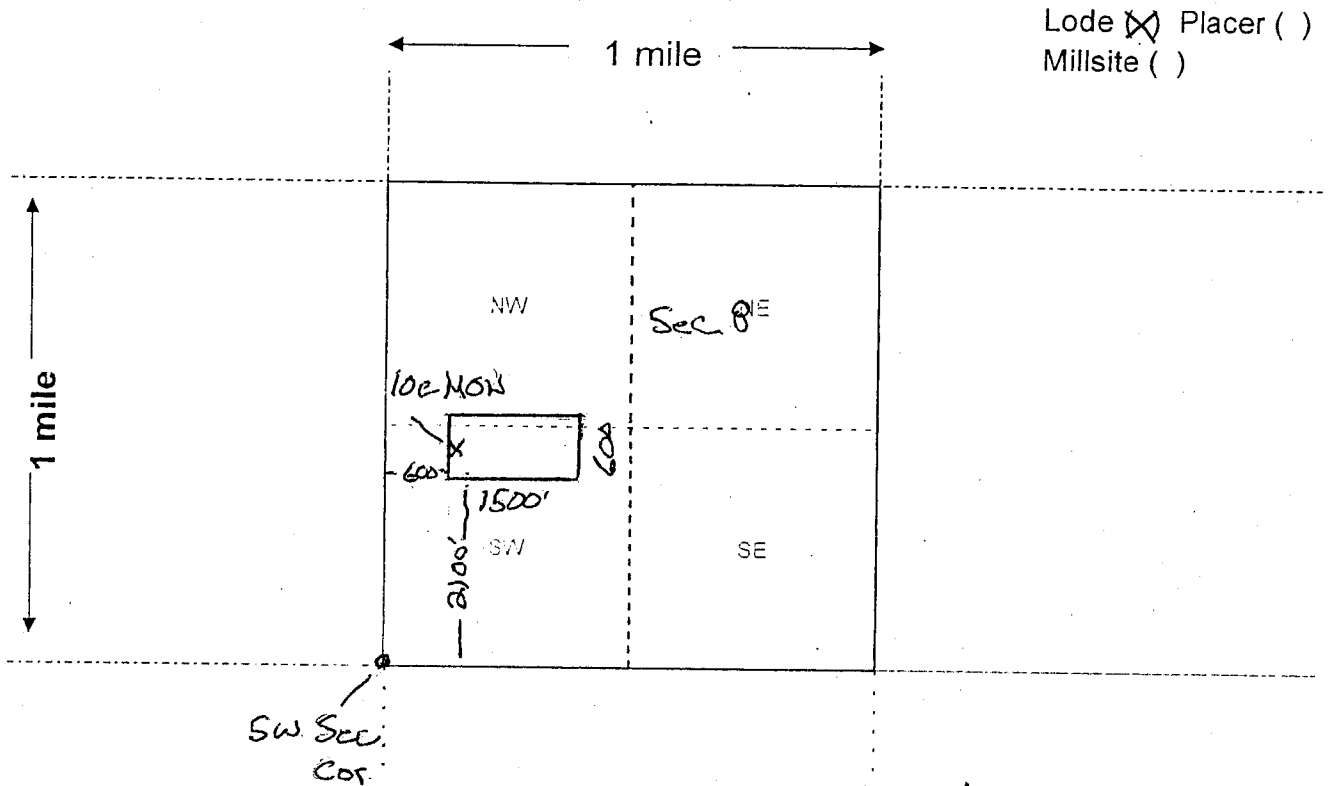 Lode (X) Placer ( )
Millsite ( )
1 mile
1 mile
NW
Sec. 8
NE
loc MON
600'
1500'
600
2100'
SW
SE
SW. Sec.
Cor.